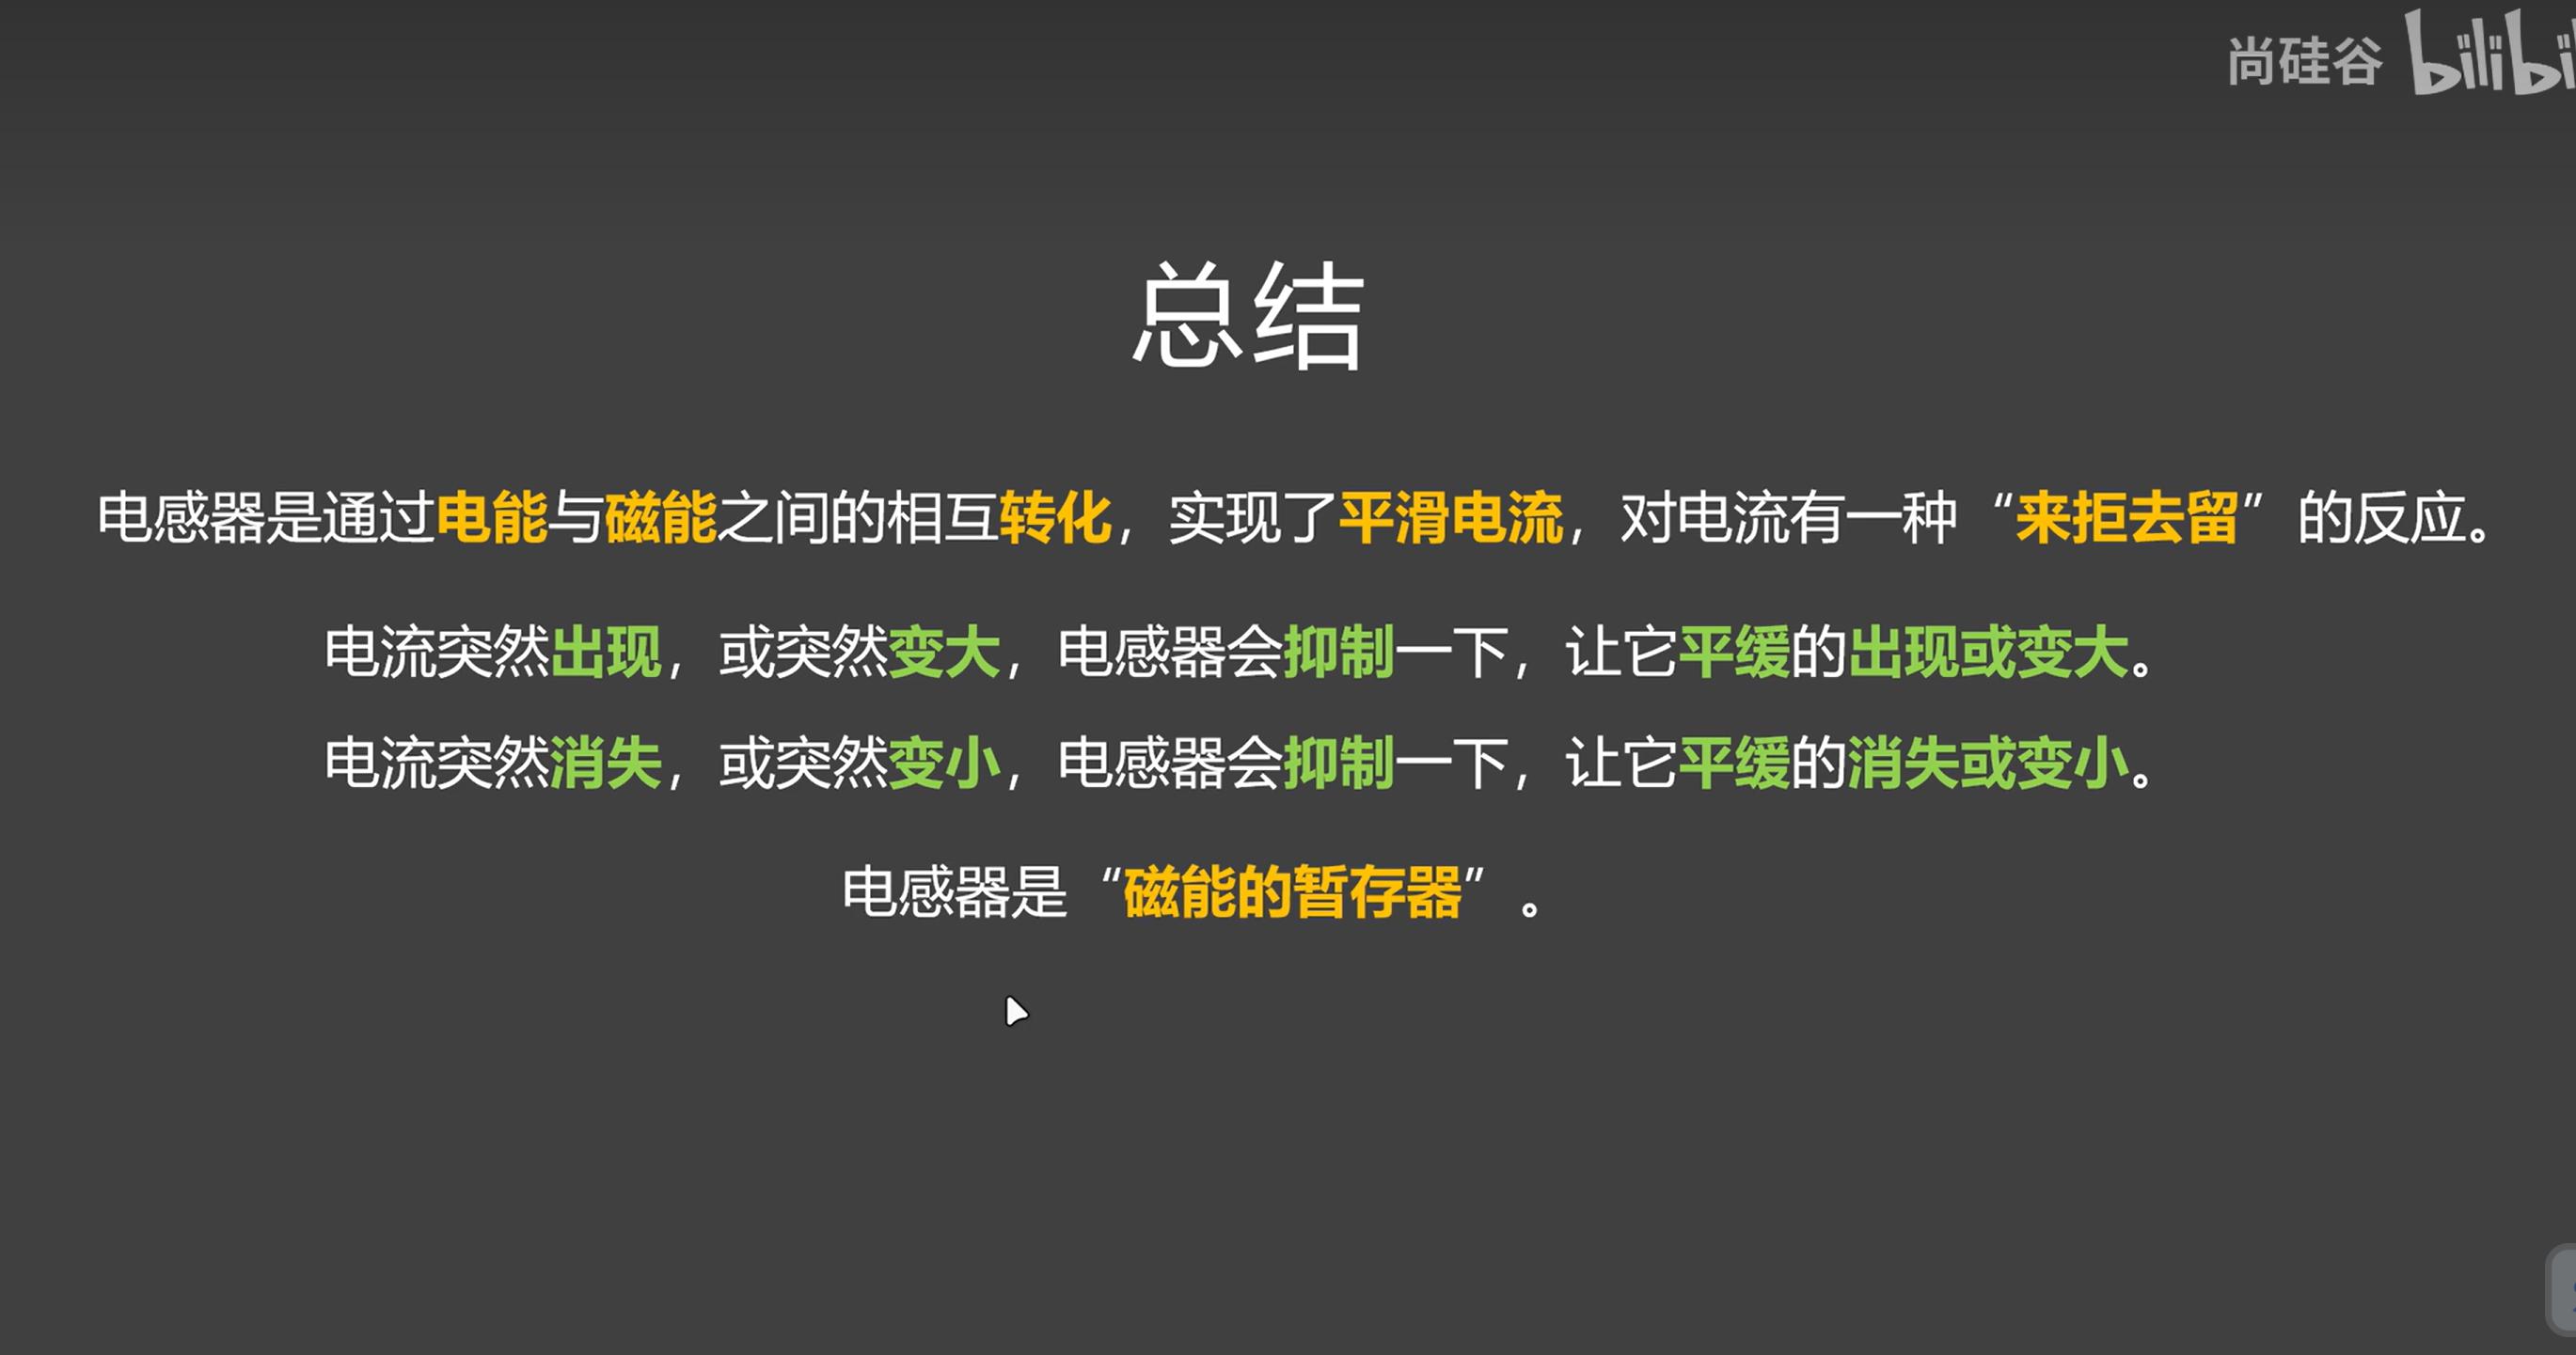 尚硅谷 bilibili
总结
电感器是通过电能与磁能之间的相互转化，实现了平滑电流，对电流有一种“来拒去留”的反应。
电流突然出现，或突然变大，电感器会抑制一下，让它平缓的出现或变大。
电流突然消失，或突然变小，电感器会抑制一下，让它平缓的消失或变小。
电感器是“磁能的暂存器”。